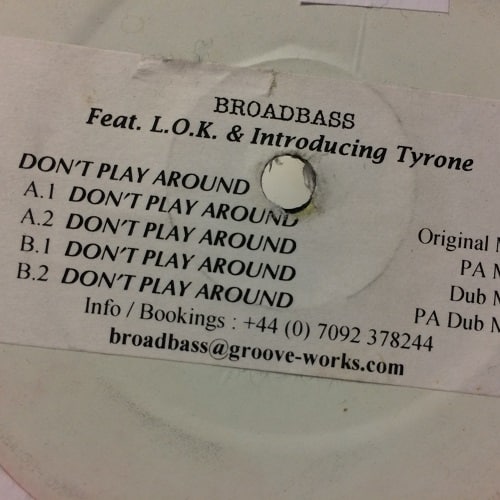 BROADBASS
Feat. L.O.K. & Introducing Tyrone
DON'T PLAY AROUND
A.1 DON'T PLAY AROUND Original
A.2 DON'T PLAY AROUND PA
B.1 DON'T PLAY AROUND Dub
B.2 DON'T PLAY AROUND PA Dub
Info / Bookings : +44 (0) 7092 378244
broadbass@groove-works.com